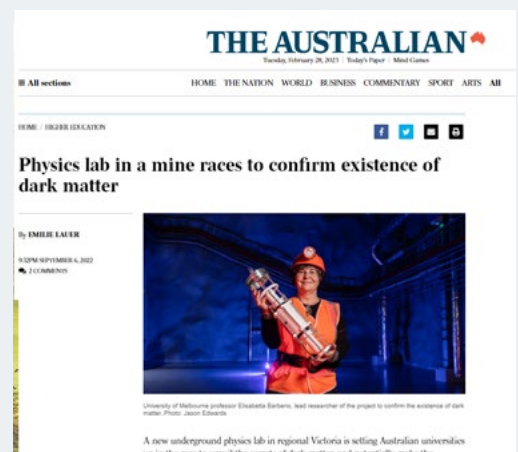 THE AUSTRALIAN
Tuesday, February 28, 2023 | Today's Paper | Mind Games
All sections
HOME THE NATION WORLD BUSINESS COMMENTARY SPORT ARTS All
HOME / HIGHER EDUCATION
Physics lab in a mine races to confirm existence of
dark matter
By EMILIE LAUER
9:32PM SEPTEMBER 6, 2022
2 COMMENTS
University of Melbourne professor Elisabetta Barberio, lead researcher of the project to confirm the existence of dark
matter. Photo: Jason Edwards
A new underground physics lab in regional Victoria is setting Australian universities